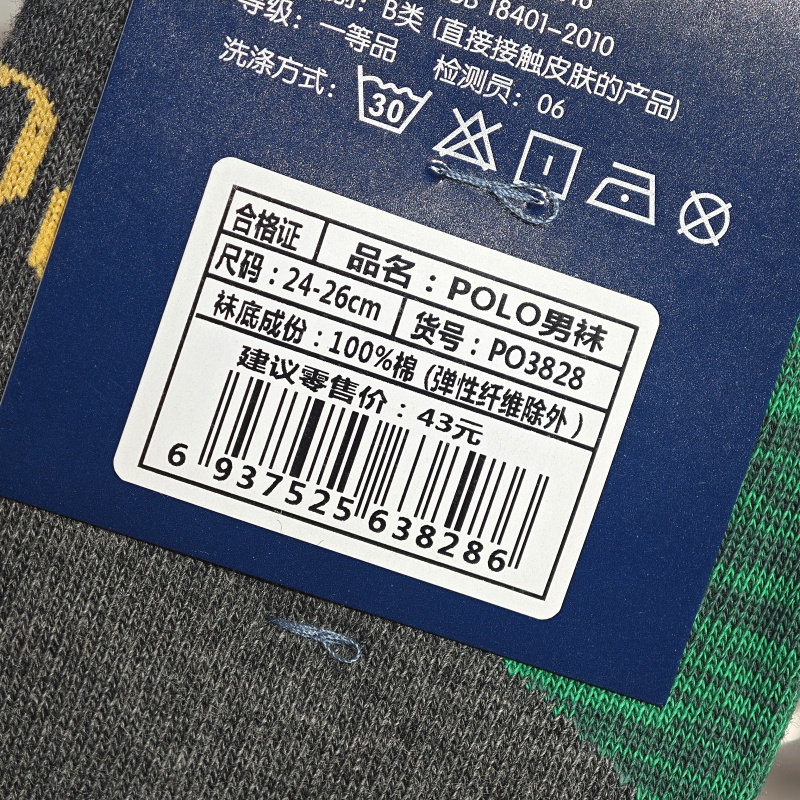 18401-2010
B类 (直接接触皮肤的产品)
等级：一等品
检测员：06
洗涤方式：
30
合格证
品名：POLO男袜
尺码：24-26cm
货号：PO3828
袜底成份：100%棉 (弹性纤维除外 )
建议零售价：43元
6 937525 638286